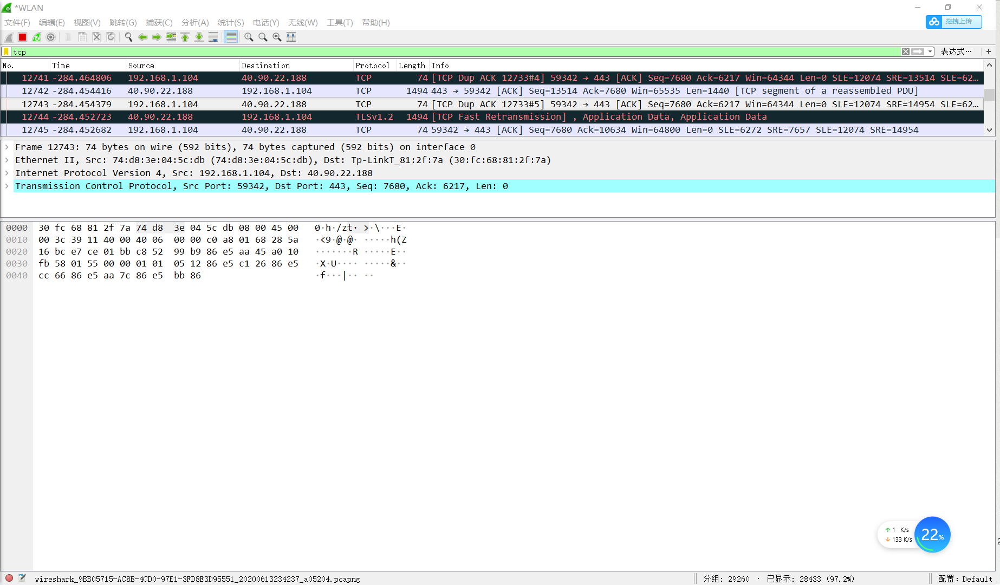 *WLAN
文件(F) 编辑(E) 视图(V) 跳转(G) 捕获(C) 分析(A) 统计(S) 电话(Y) 无线(W) 工具(T) 帮助(H)
拖拽上传
tcp 表达式… +
No. Time Source Destination Protocol Length Info
12741 -284.464806 192.168.1.104 40.90.22.188 TCP 74 [TCP Dup ACK 12733#4] 59342 → 443 [ACK] Seq=7680 Ack=6217 Win=64344 Len=0 SLE=12074 SRE=13514 SLE=62…
12742 -284.454416 40.90.22.188 192.168.1.104 TCP 1494 443 → 59342 [ACK] Seq=13514 Ack=7680 Win=65535 Len=1440 [TCP segment of a reassembled PDU]
12743 -284.454379 192.168.1.104 40.90.22.188 TCP 74 [TCP Dup ACK 12733#5] 59342 → 443 [ACK] Seq=7680 Ack=6217 Win=64344 Len=0 SLE=12074 SRE=14954 SLE=62…
12744 -284.452723 40.90.22.188 192.168.1.104 TLSv1.2 1494 [TCP Fast Retransmission] , Application Data, Application Data
12745 -284.452682 192.168.1.104 40.90.22.188 TCP 74 59342 → 443 [ACK] Seq=7680 Ack=10634 Win=64800 Len=0 SLE=6272 SRE=7657 SLE=12074 SRE=14954
Frame 12743: 74 bytes on wire (592 bits), 74 bytes captured (592 bits) on interface 0
Ethernet II, Src: 74:d8:3e:04:5c:db (74:d8:3e:04:5c:db), Dst: Tp-LinkT_81:2f:7a (30:fc:68:81:2f:7a)
Internet Protocol Version 4, Src: 192.168.1.104, Dst: 40.90.22.188
Transmission Control Protocol, Src Port: 59342, Dst Port: 443, Seq: 7680, Ack: 6217, Len: 0
0000 30 fc 68 81 2f 7a 74 d8 3e 04 5c db 08 00 45 00 0·h·/zt· >·\···E·
0010 00 3c 39 11 40 00 40 06 00 00 c0 a8 01 68 28 5a ·<9·@·@· ·····h(Z
0020 16 bc e7 ce 01 bb c8 52 99 b9 86 e5 aa 45 a0 10 ·······R ·····E··
0030 fb 58 01 55 00 00 01 01 05 12 86 e5 c1 26 86 e5 ·X·U···· ·····&··
0040 cc 66 86 e5 aa 7c 86 e5 bb 86 ·f···|·· ··
1 K/s
133 K/s
22%
wireshark_9BB05715-AC8B-4CD0-97E1-3FD8E3D95551_20200613234237_a05204.pcapng 分组: 29260 · 已显示: 28433 (97.2%) 配置: Default